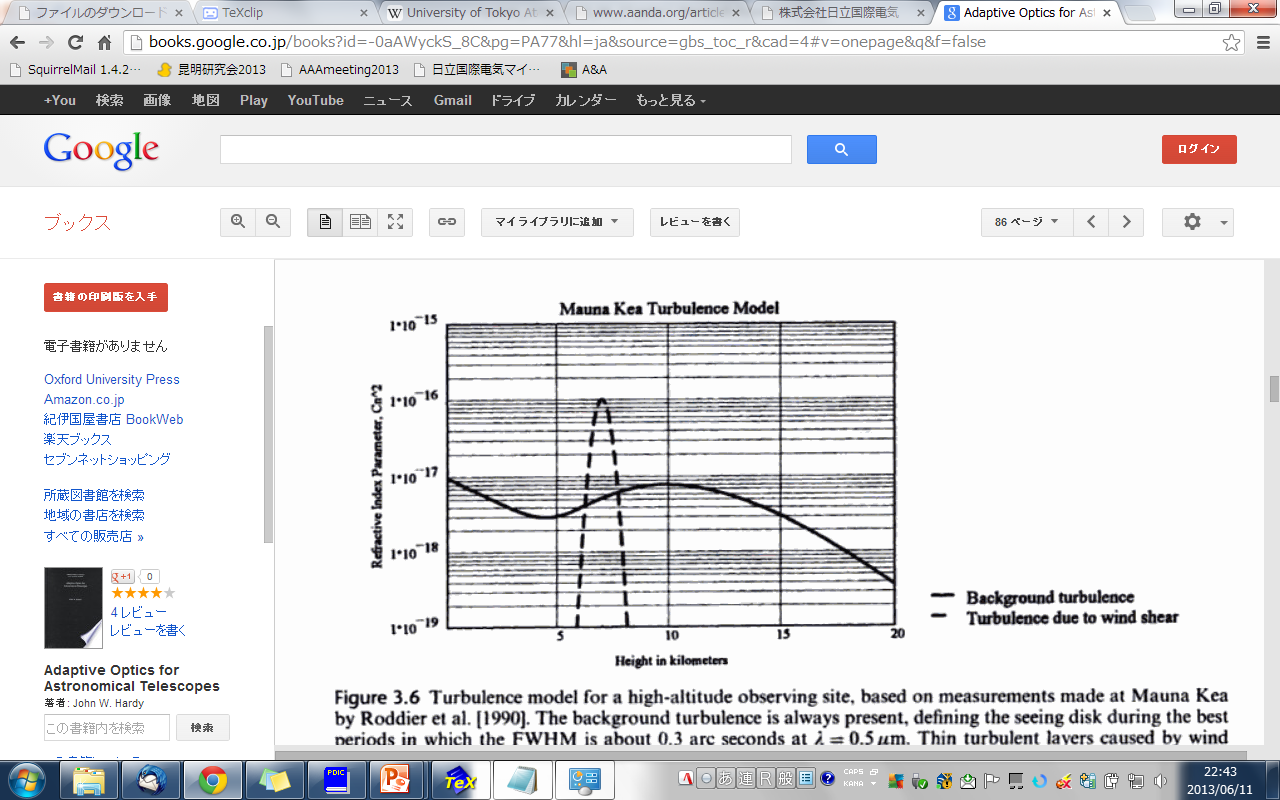 ファイルのダウンロード
TeXclip
University of Tokyo At
www.aanda.org/article
株式会社日立国際電気
Adaptive Optics for Ast
books.google.co.jp/books?id=-0aAWyckS_8C&pg=PA77&hl=ja&source=gbs_toc_r&cad=4#v=onepage&q&f=false
SquirrelMail 1.4.2…
昆明研究会2013
AAAmeeting2013
日立国際電気マイ…
A&A
+You 検索 画像 地図 Play YouTube ニュース Gmail ドライブ カレンダー もっと見る
Google
ログイン
ブックス
マイライブラリに追加
レビューを書く
86 ページ
書籍の印刷版を入手
電子書籍がありません
Oxford University Press
Amazon.co.jp
紀伊国屋書店 BookWeb
楽天ブックス
セブンネットショッピング
所蔵図書館を検索
地域の書店を検索
すべての販売店 »
g +1 0
4 レビュー
レビューを書く
Adaptive Optics for
Astronomical Telescopes
著者: John W. Hardy
この書籍内を検索
検索
Mauna Kea Turbulence Model
1*10^-15
1*10^-16
1*10^-17
1*10^-18
1*10^-19
Refractive Index Parameter, Cn^2
5 10 15 20
Height in kilometers
Background turbulence
Turbulence due to wind shear
Figure 3.6 Turbulence model for a high-altitude observing site, based on measurements made at Mauna Kea
by Roddier et al. [1990]. The background turbulence is always present, defining the seeing disk during the best
periods in which the FWHM is about 0.3 arc seconds at λ = 0.5 μm. Thin turbulent layers caused by wind
PDIC
TeX
A あ 連 R 般
CAPS
KANA
22:43
2013/06/11